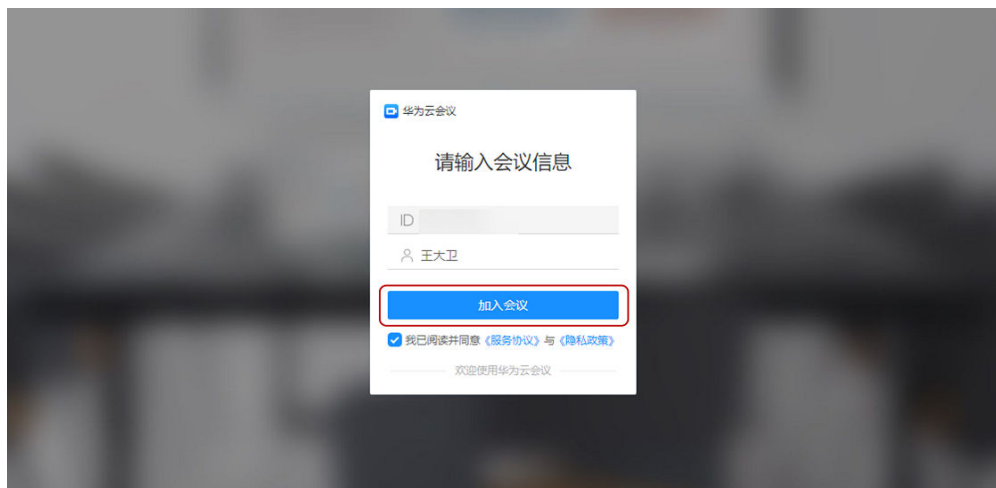 华为云会议
请输入会议信息
ID
王大卫
加入会议
我已阅读并同意《服务协议》与《隐私政策》
欢迎使用华为云会议